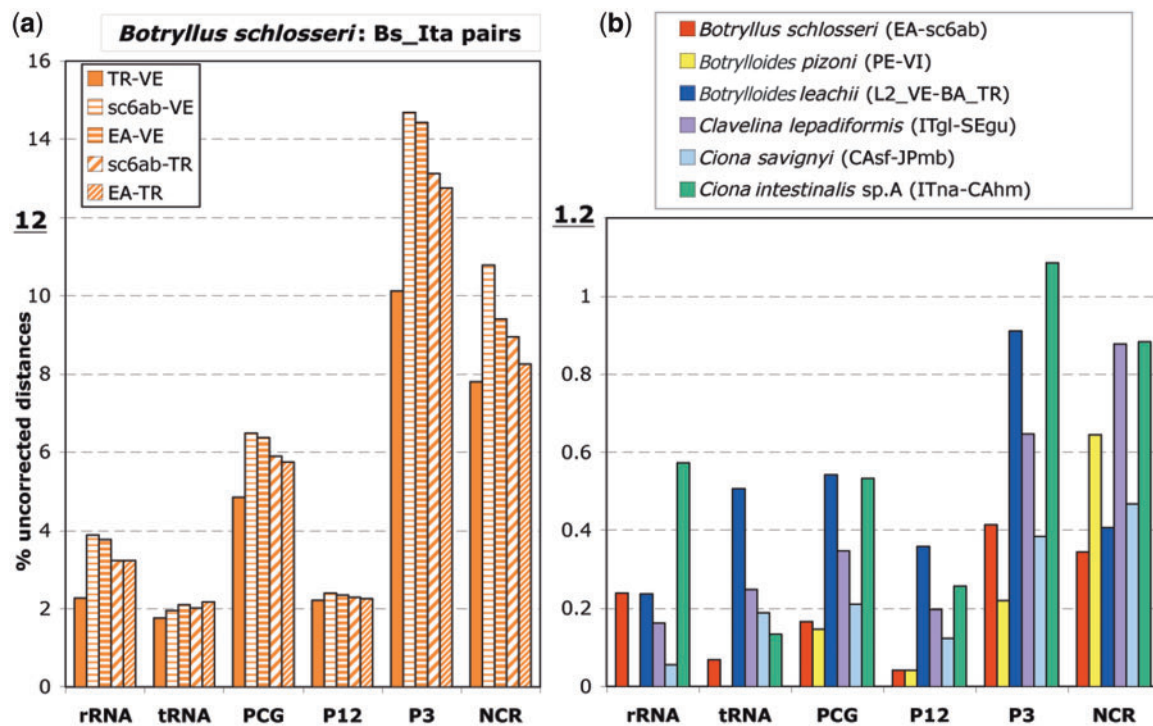 (a)
Botryllus schlosseri: Bs_Ita pairs
TR-VE
sc6ab-VE
EA-VE
sc6ab-TR
EA-TR
% uncorrected distances
16
14
12
10
8
6
4
2
0
rRNA tRNA PCG P12 P3 NCR
(b)
Botryllus schlosseri (EA-sc6ab)
Botrylloides pizoni (PE-VI)
Botrylloides leachii (L2_VE-BA_TR)
Clavelina lepadiformis (ITgl-SEgu)
Ciona savignyi (CAsf-JPmb)
Ciona intestinalis sp.A (ITna-CAhm)
1.2
1
0.8
0.6
0.4
0.2
0
rRNA tRNA PCG P12 P3 NCR